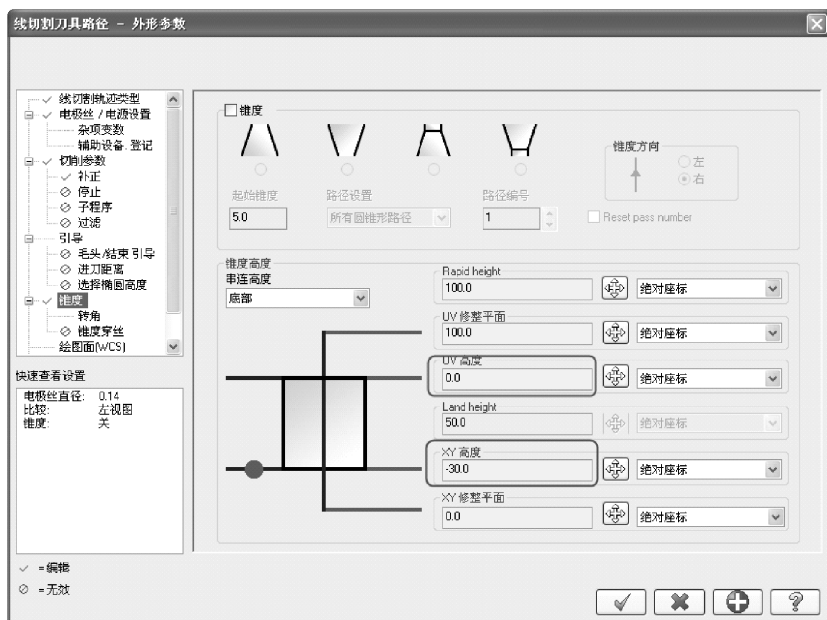 线切割刀具路径 - 外形参数
线切割轨迹类型
电极丝 / 电源设置
杂项变数
辅助设备.登记
切削参数
补正
停止
子程序
过滤
引导
毛头/结束 引导
进刀距离
选择椭圆高度
锥度
转角
锥度穿丝
绘图面(WCS)
快速查看设置
电极丝直径: 0.14
比较: 左视图
锥度: 关
=编辑
=无效
锥度
起始锥度
5.0
路径设置
所有圆锥形路径
路径编号
1
锥度方向
左
右
Reset pass number
锥度高度
串连高度
底部
Rapid height
100.0 绝对座标
UV 修整平面
100.0 绝对座标
UV 高度
0.0 绝对座标
Land height
50.0 绝对座标
XY 高度
-30.0 绝对座标
XY 修整平面
0.0 绝对座标